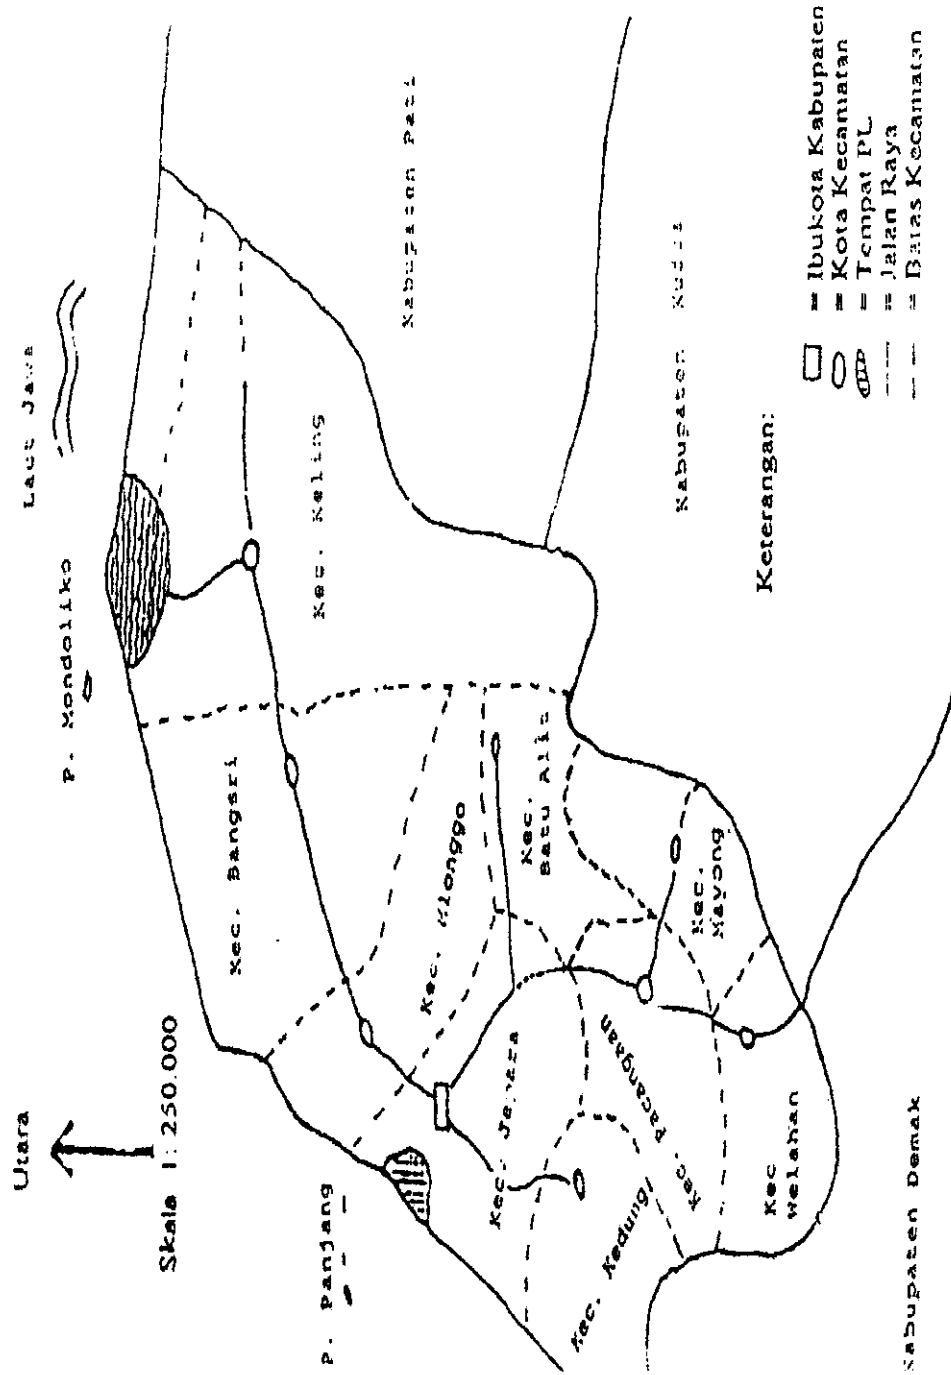 Utara
Skala 1: 250.000
Laut Jawa
P. Mondoliko
P. Panjang
Kec. Bangsri
Kec. Keling
Kec. Mlonggo
Kec.
Batu Alit
Kec. Jepara
Kec. Pacangaan
Kec. Kedung
Kec.
Mayong
Kec
Welahan
Kabupaten Pati
Kabupaten Kudus
Kabupaten Demak
Keterangan:
= Ibukota Kabupaten
= Kota Kecamatan
= Tempat PL
= Jalan Raya
= Batas Kecamatan